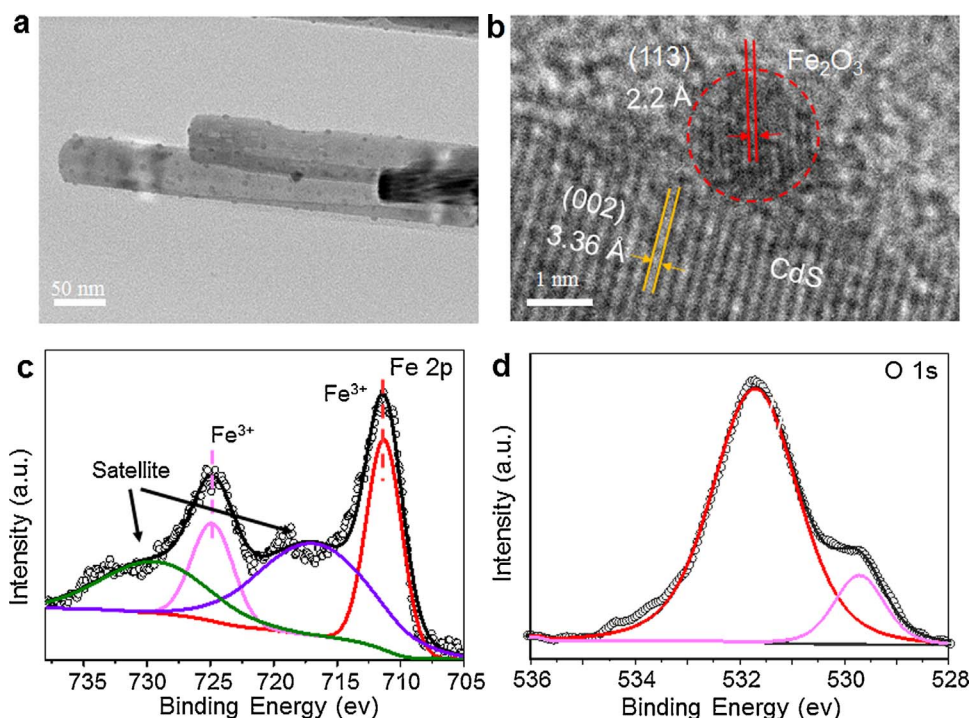 a
50 nm
b
(113)
2.2 Å
Fe₂O₃
(002)
3.36 Å
CdS
1 nm
c
Fe 2p
Fe³⁺
Fe³⁺
Satellite
Intensity (a.u.)
735 730 725 720 715 710 705
Binding Energy (ev)
d
O 1s
Intensity (a.u.)
536 534 532 530 528
Binding Energy (ev)